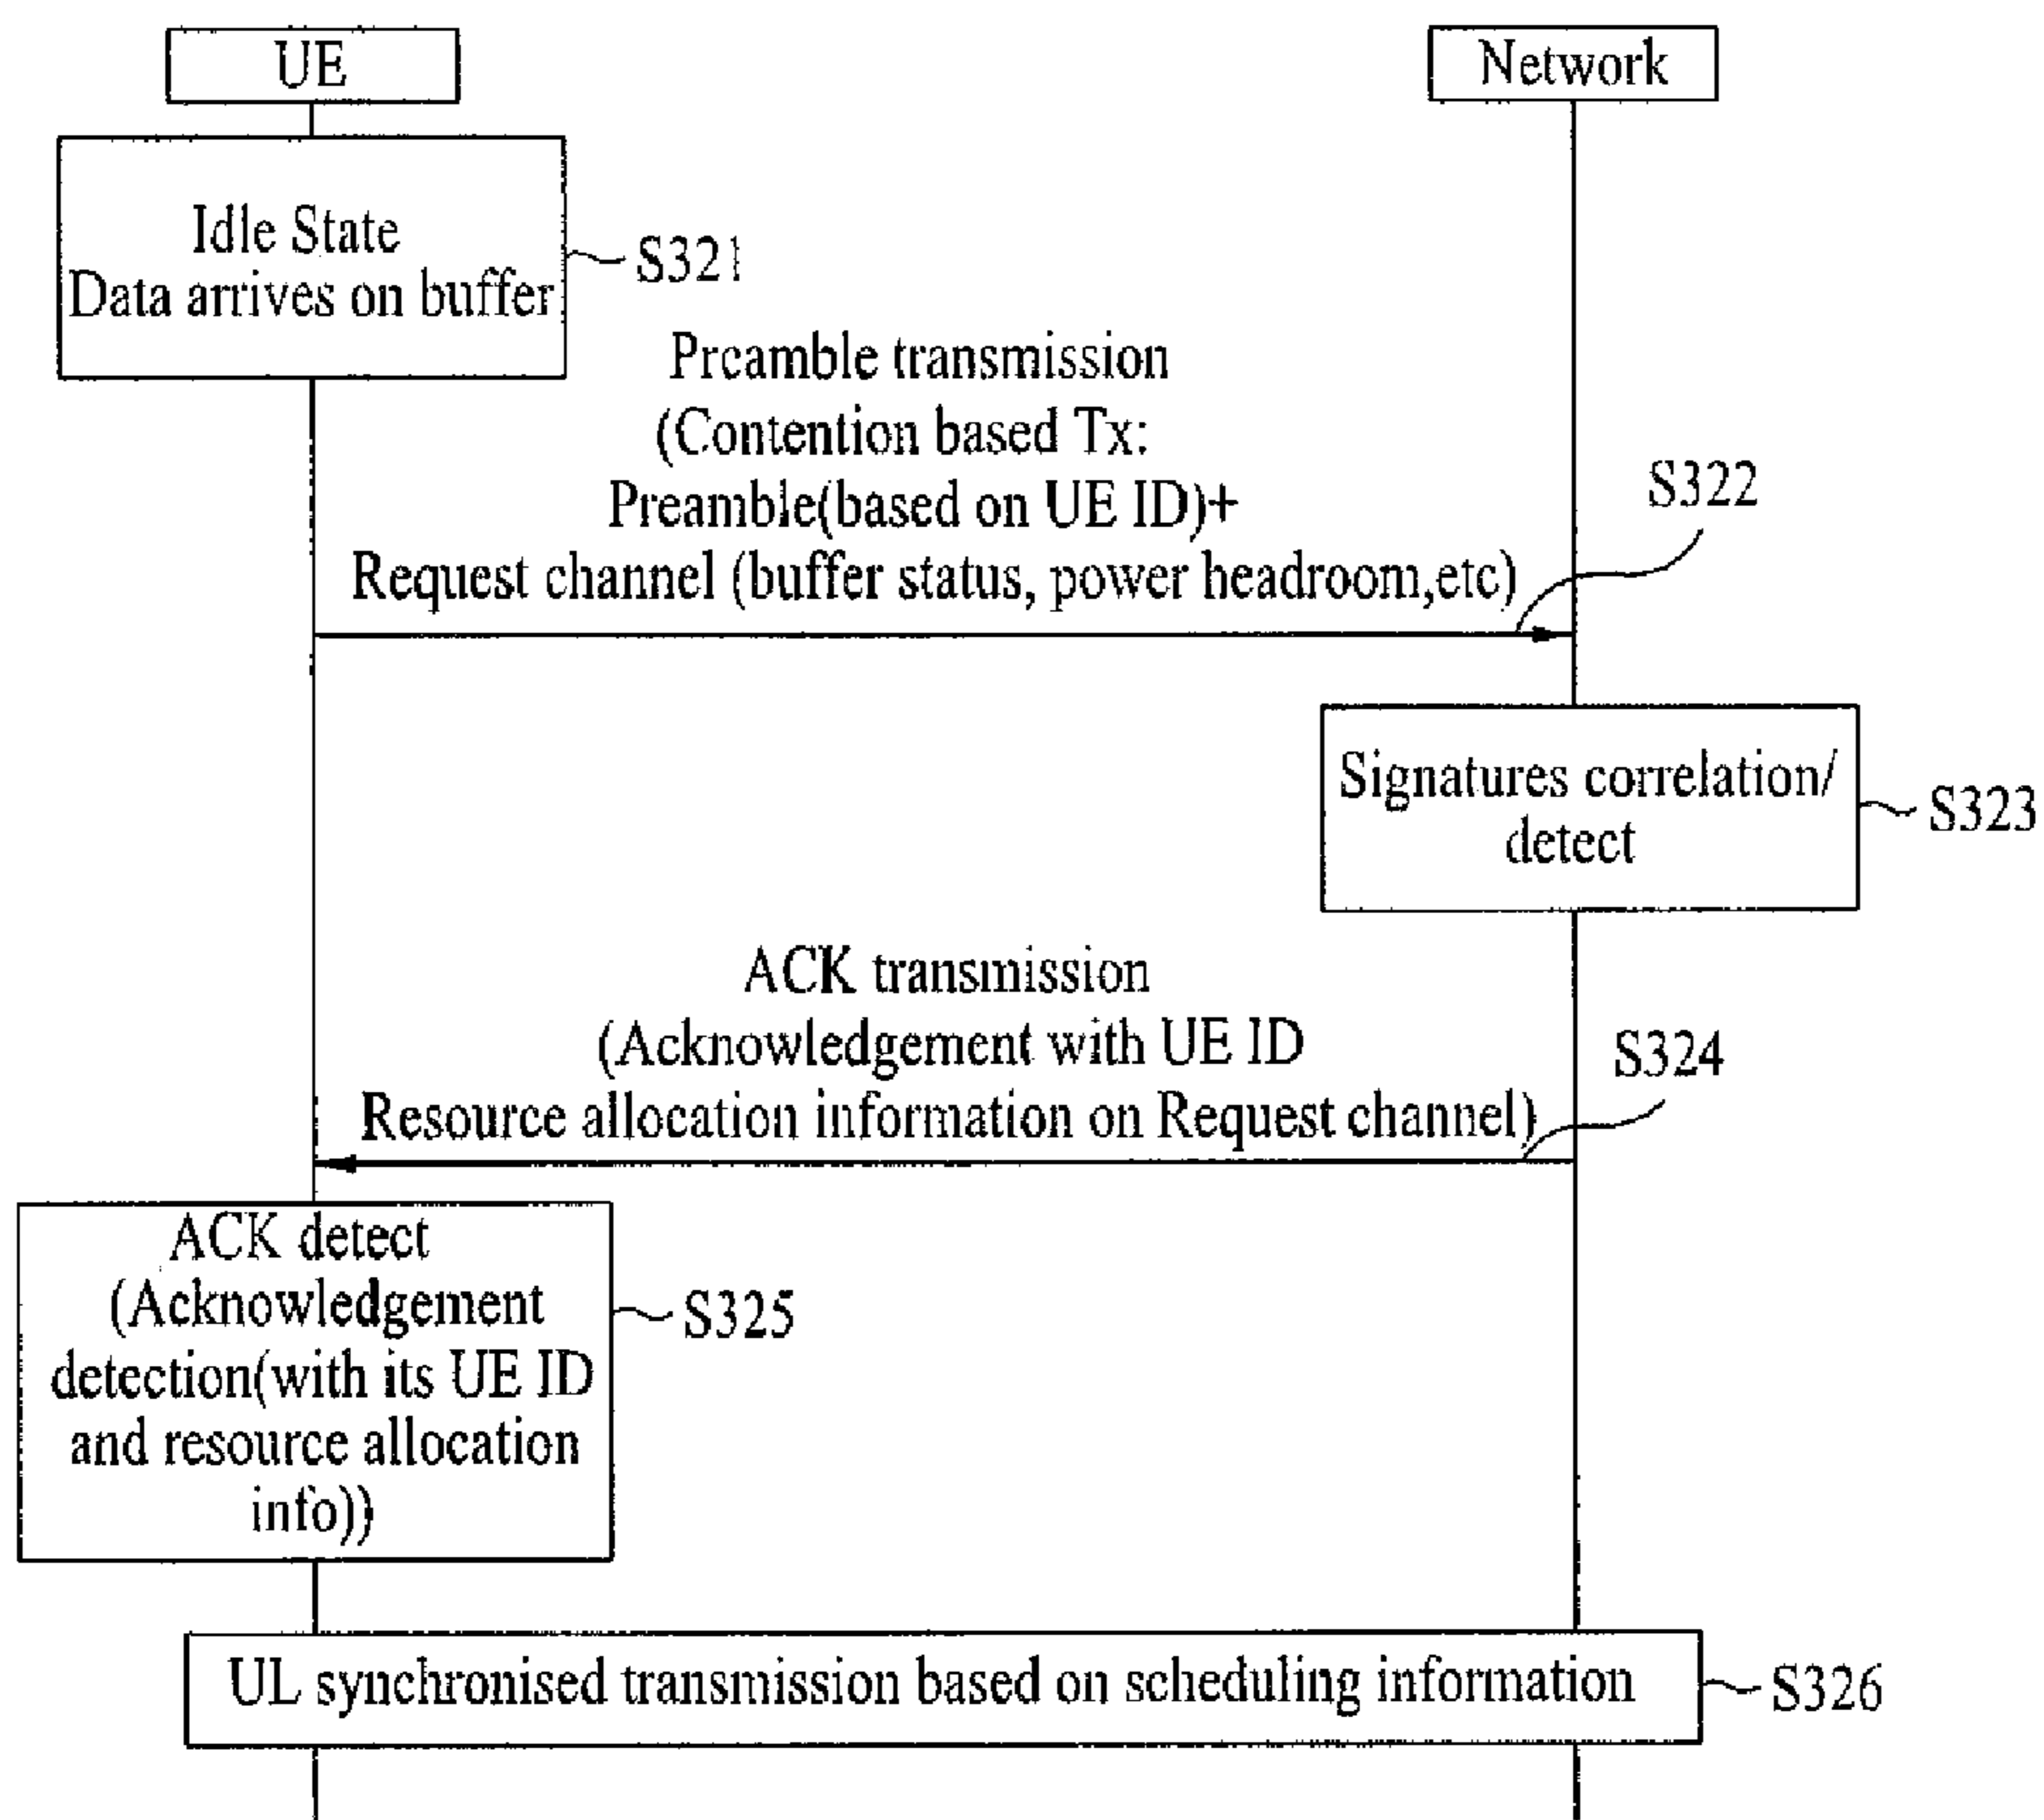 UE
Network
Idle State
Data arrives on buffer
S321
Preamble transmission
(Contention based Tx:
Preamble(based on UE ID)+
Request channel (buffer status, power headroom,etc)
S322
Signatures correlation/
detect
S323
ACK transmission
(Acknowledgement with UE ID
Resource allocation information on Request channel)
S324
ACK detect
(Acknowledgement
detection(with its UE ID
and resource allocation
info))
S325
UL synchronised transmission based on scheduling information
S326